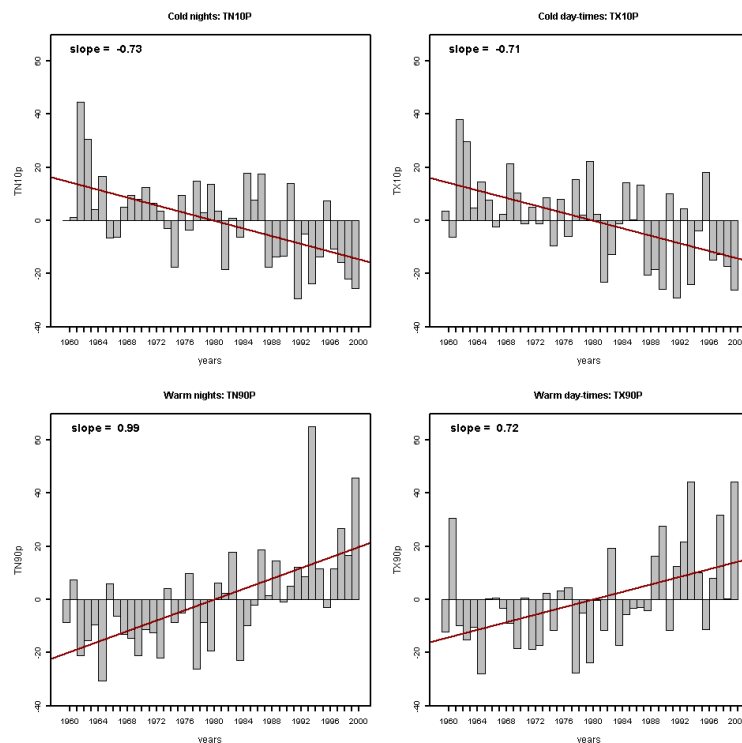 Cold nights: TN10P
slope = -0.73
TN10p
60
40
20
0
-20
-40
1960 1964 1968 1972 1976 1980 1984 1988 1992 1996 2000
years
Cold day-times: TX10P
slope = -0.71
TX10p
60
40
20
0
-20
-40
1960 1964 1968 1972 1976 1980 1984 1988 1992 1996 200
years
Warm nights: TN90P
slope = 0.99
TN90p
60
40
20
0
-20
-40
1960 1964 1968 1972 1976 1980 1984 1988 1992 1996 2000
years
Warm day-times: TX90P
slope = 0.72
TX90p
60
40
20
0
-20
-40
1960 1964 1968 1972 1976 1980 1984 1988 1992 1996 200
years